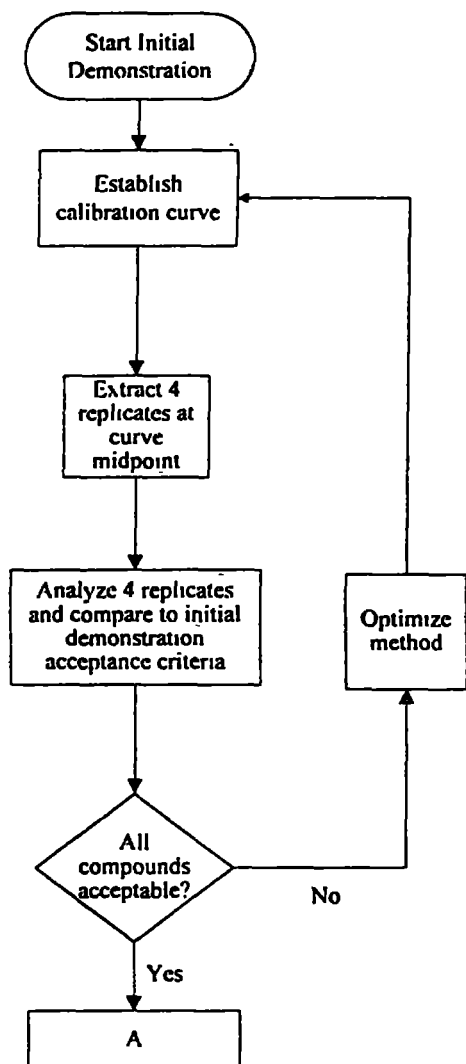 Start Initial
Demonstration
Establish
calibration curve
Extract 4
replicates at
curve
midpoint
Analyze 4 replicates
and compare to initial
demonstration
acceptance criteria
Optimize
method
All
compounds
acceptable?
No
Yes
A